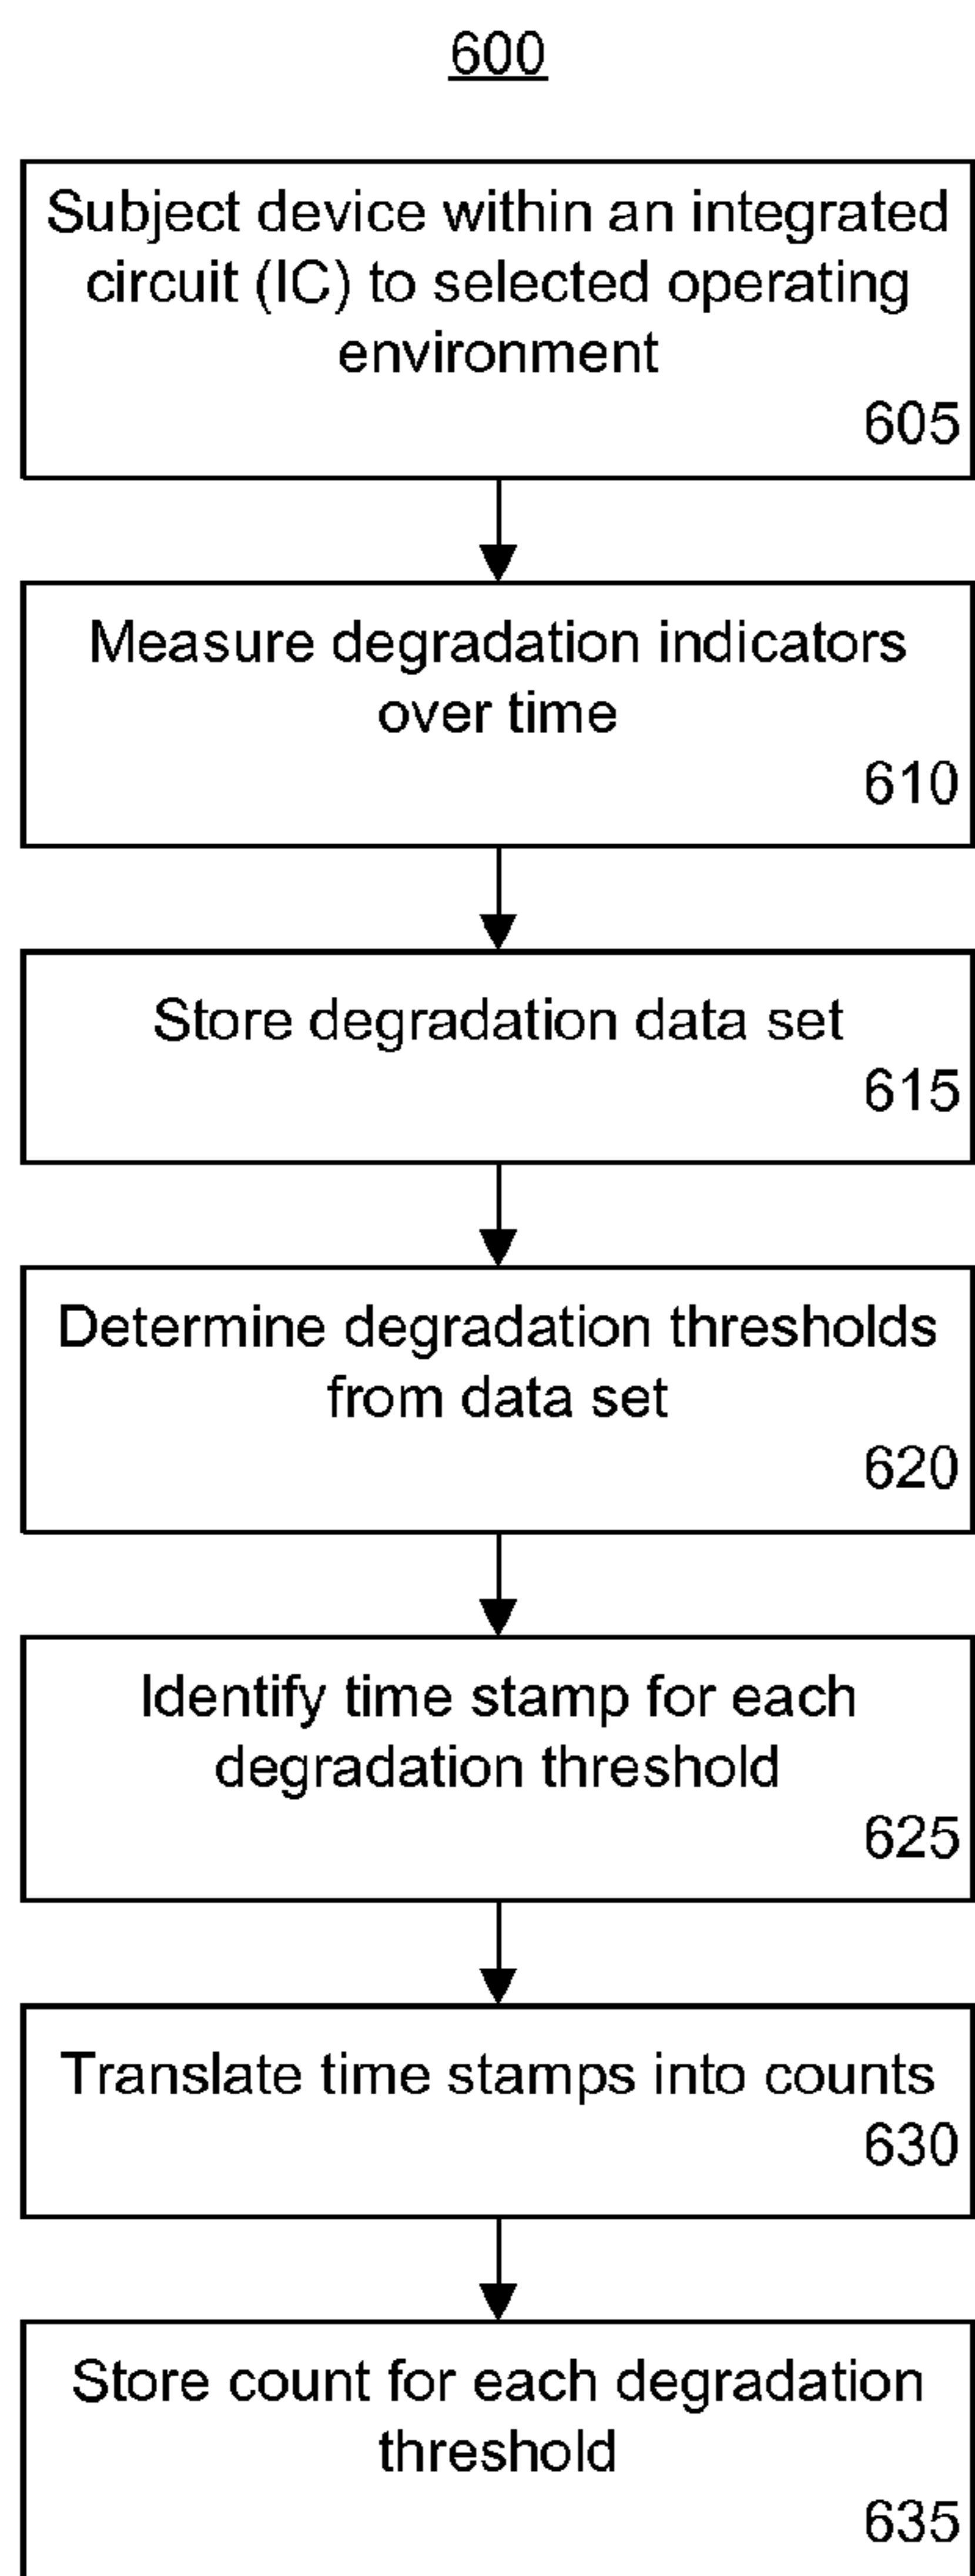 600
Subject device within an integrated
circuit (IC) to selected operating
environment
605
Measure degradation indicators
over time
610
Store degradation data set
615
Determine degradation thresholds
from data set
620
Identify time stamp for each
degradation threshold
625
Translate time stamps into counts
630
Store count for each degradation
threshold
635